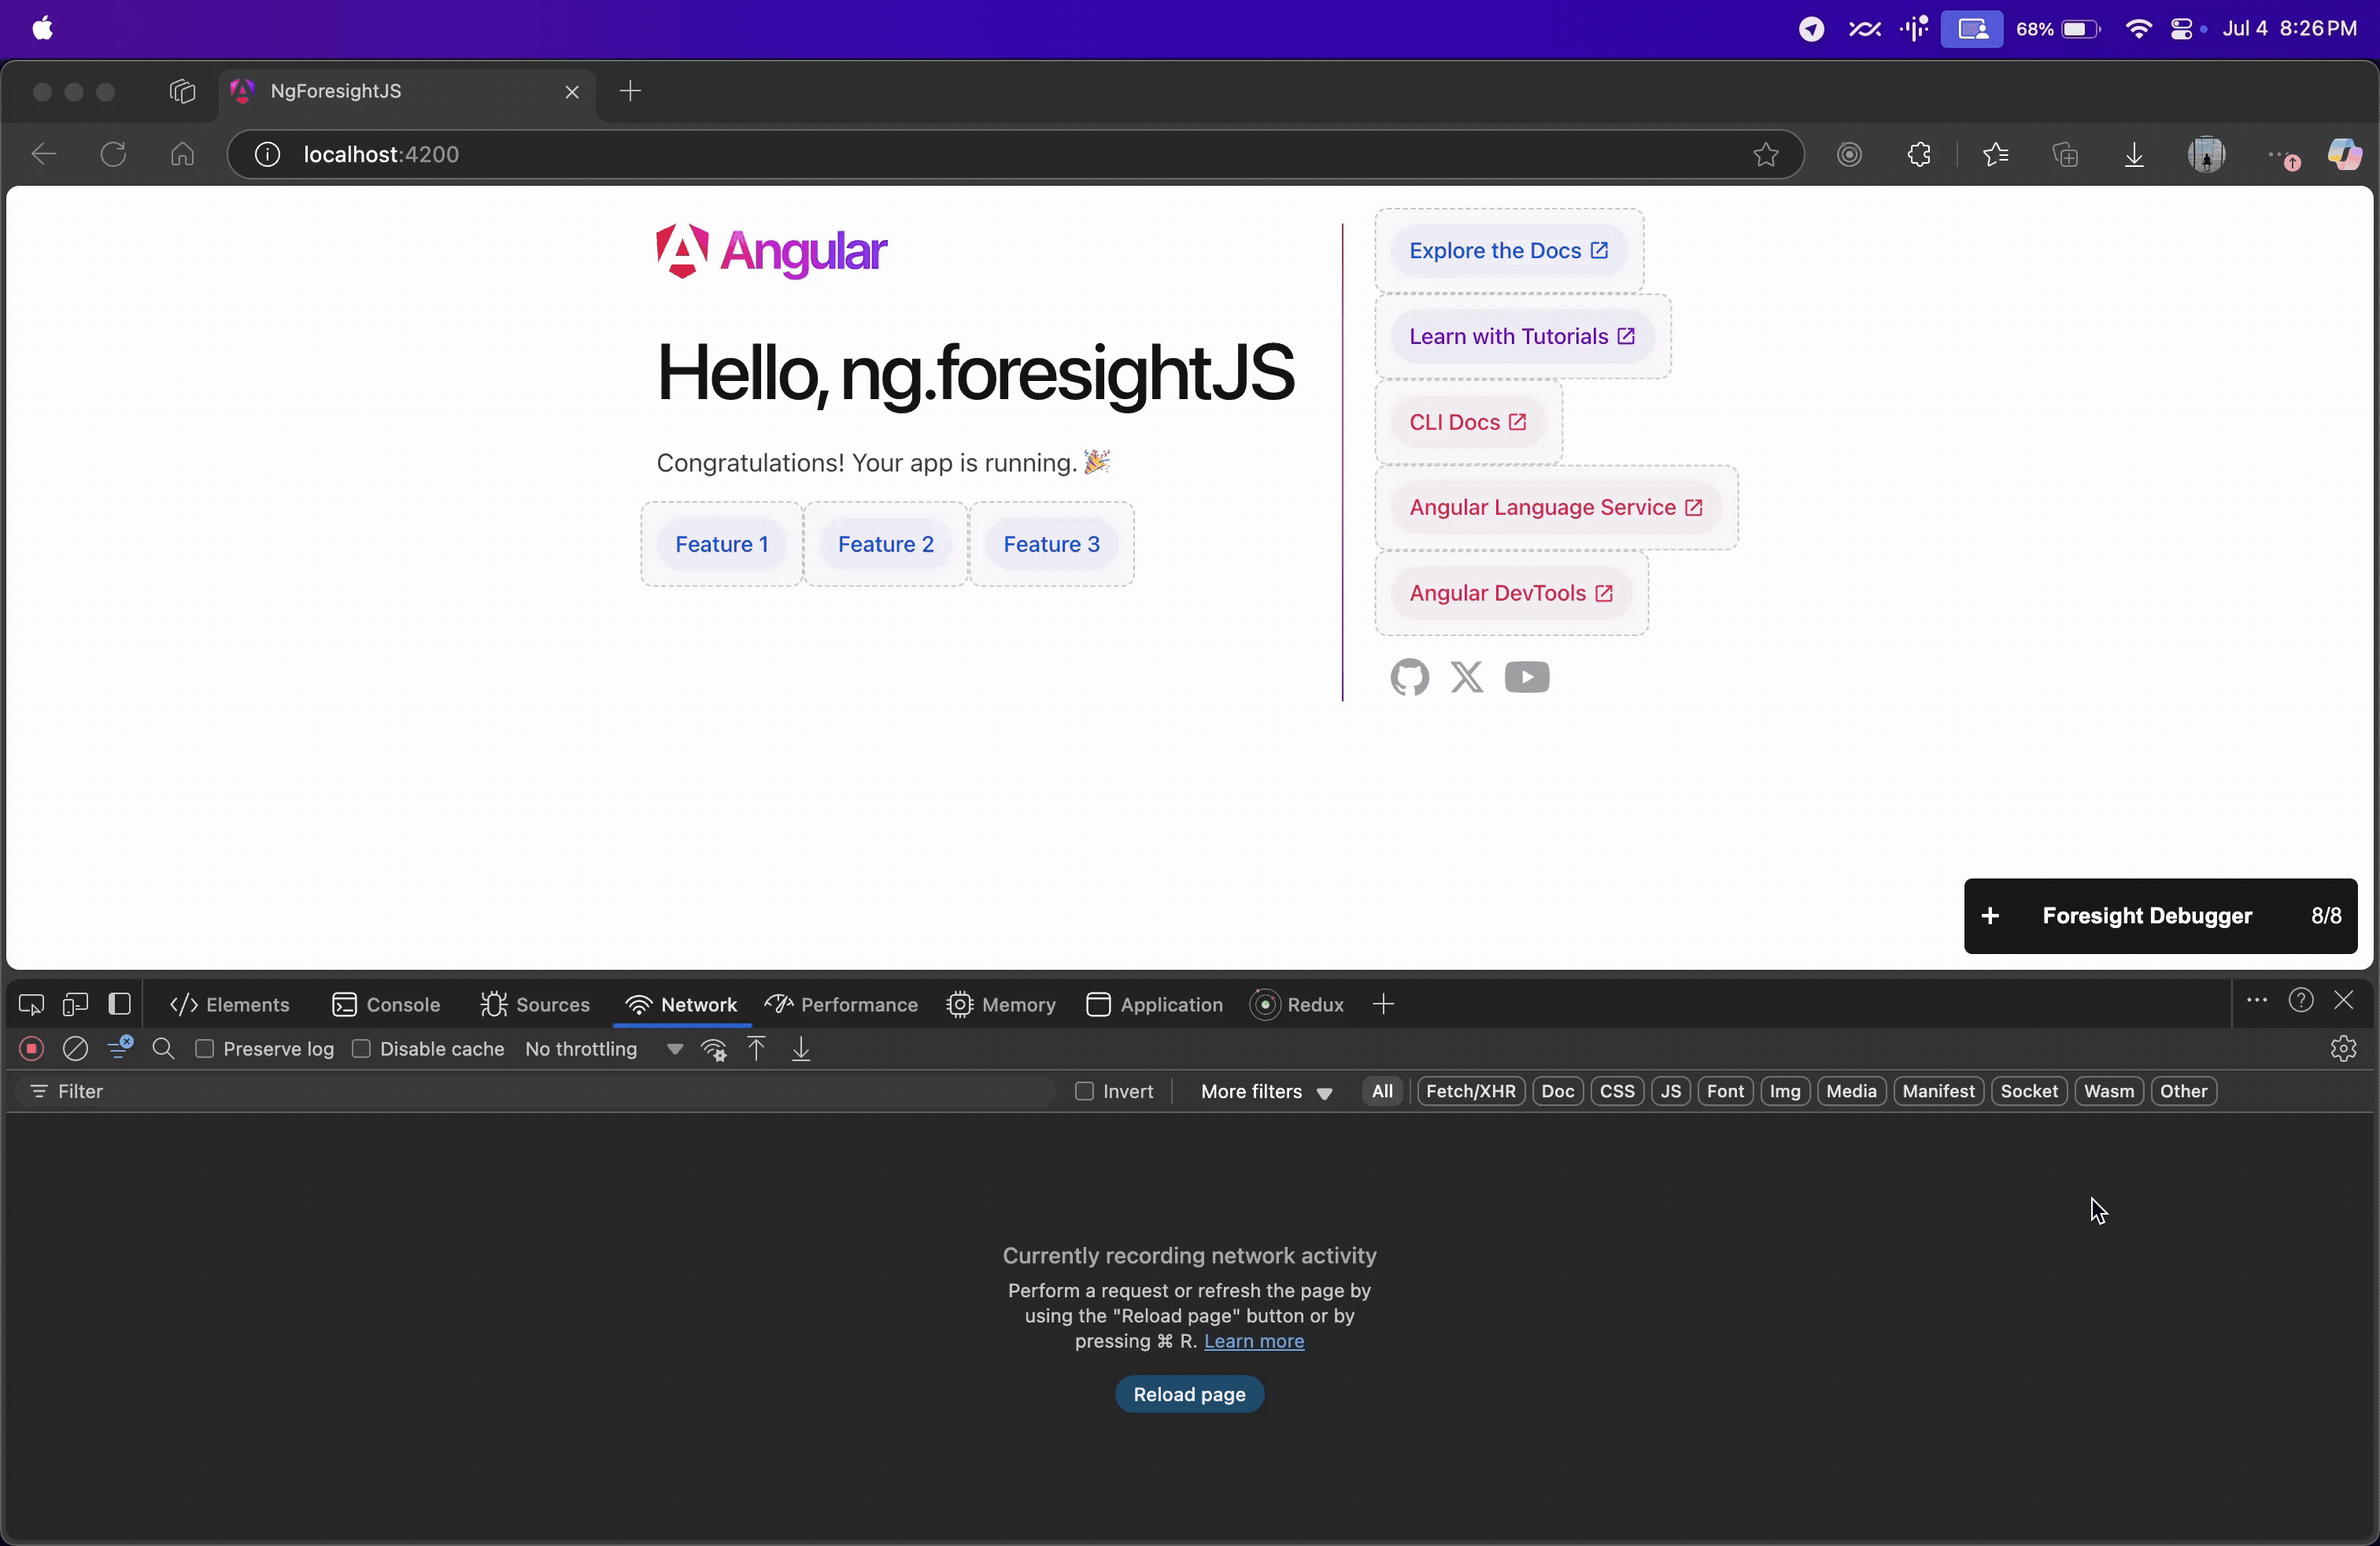 68%
Jul 4 8:26 PM
NgForesightJS
localhost:4200
Angular
Hello, ng.foresightJS
Congratulations! Your app is running. 🎉
Feature 1
Feature 2
Feature 3
Explore the Docs
Learn with Tutorials
CLI Docs
Angular Language Service
Angular DevTools
+ Foresight Debugger 8/8
Elements Console Sources Network Performance Memory Application Redux
Preserve log Disable cache No throttling
Filter Invert More filters All Fetch/XHR Doc CSS JS Font Img Media Manifest Socket Wasm Other
Currently recording network activity
Perform a request or refresh the page by
using the "Reload page" button or by
pressing ⌘ R. Learn more
Reload page